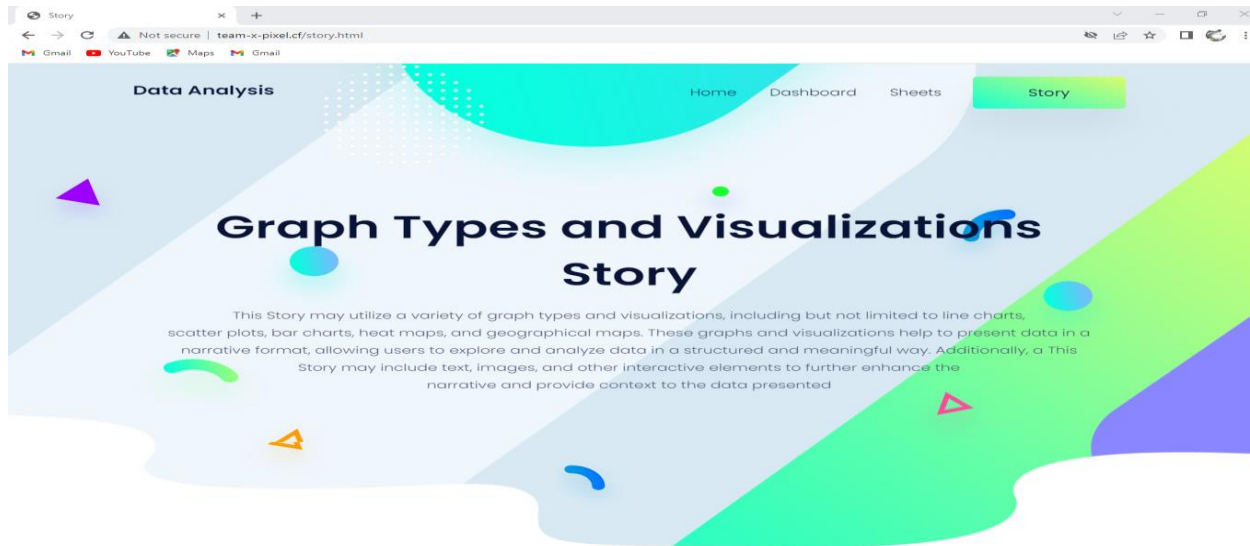 Story
Not secure | team-x-pixel.cf/story.html
Gmail YouTube Maps Gmail
Data Analysis Home Dashboard Sheets Story
Graph Types and Visualizations
Story
This Story may utilize a variety of graph types and visualizations, including but not limited to line charts,
scatter plots, bar charts, heat maps, and geographical maps. These graphs and visualizations help to present data in a
narrative format, allowing users to explore and analyze data in a structured and meaningful way. Additionally, a This
Story may include text, images, and other interactive elements to further enhance the
narrative and provide context to the data presented